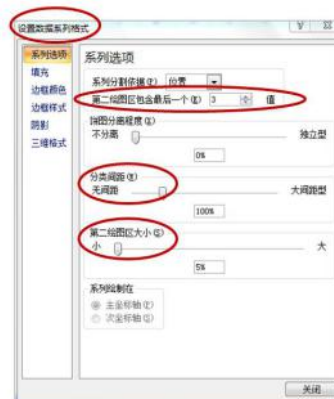 设置数据系列格式
系列选项
填充
边框颜色
边框样式
阴影
三维格式
系列选项
系列分割依据(P) 位置
第二绘图区包含最后一个(E) 3 值
饼图分离程度(X)
不分离 独立型
0%
分类间距(W)
无间距 大间距型
100%
第二绘图区大小(S)
小 大
5%
系列绘制在
主坐标轴(P)
次坐标轴(S)
关闭